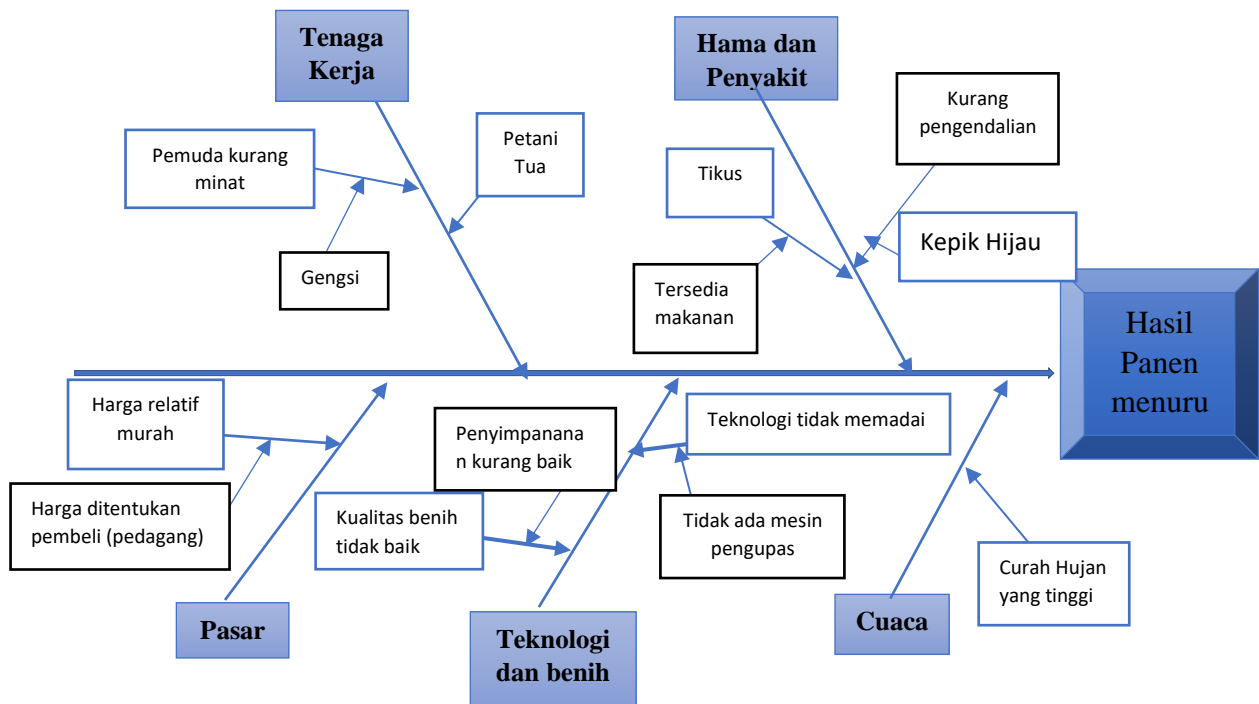 Tenaga
Kerja
Hama dan
Penyakit
Pemuda kurang
minat
Petani
Tua
Gengsi
Tikus
Kurang
pengendalian
Kepik Hijau
Tersedia
makanan
Hasil
Panen
menuru
Harga relatif
murah
Harga ditentukan
pembeli (pedagang)
Penyimpanana
n kurang baik
Kualitas benih
tidak baik
Teknologi tidak memadai
Tidak ada mesin
pengupas
Curah Hujan
yang tinggi
Pasar
Teknologi
dan benih
Cuaca